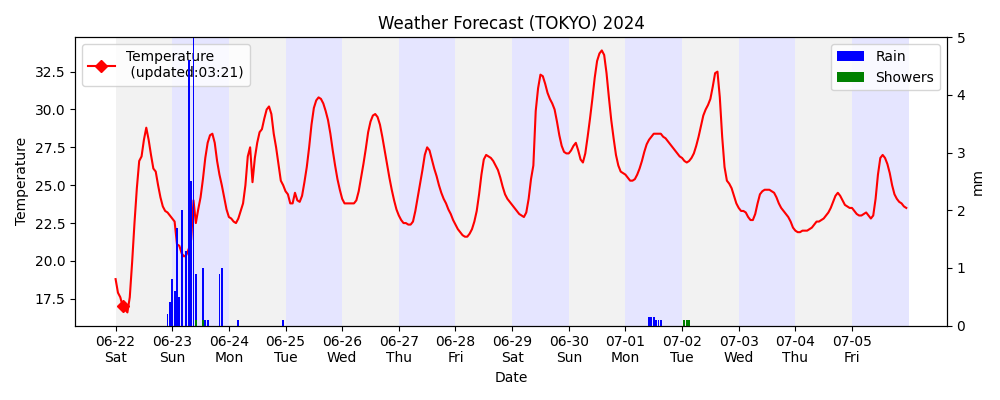 Weather Forecast (TOKYO) 2024
Temperature
(updated:03:21)
Rain
Showers
Temperature
32.5
30.0
27.5
25.0
22.5
20.0
17.5
5
4
3
2
1
0
mm
06-22 06-23 06-24 06-25 06-26 06-27 06-28 06-29 06-30 07-01 07-02 07-03 07-04 07-05
Sat Sun Mon Tue Wed Thu Fri Sat Sun Mon Tue Wed Thu Fri
Date